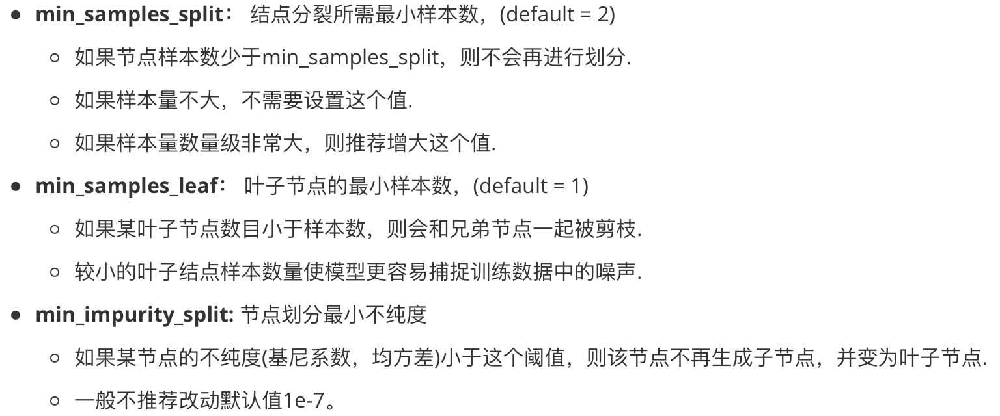 min_samples_split： 结点分裂所需最小样本数，(default = 2)
如果节点样本数少于min_samples_split，则不会再进行划分.
如果样本量不大，不需要设置这个值.
如果样本量数量级非常大，则推荐增大这个值.
min_samples_leaf： 叶子节点的最小样本数，(default = 1)
如果某叶子节点数目小于样本数，则会和兄弟节点一起被剪枝.
较小的叶子结点样本数量使模型更容易捕捉训练数据中的噪声.
min_impurity_split: 节点划分最小不纯度
如果某节点的不纯度(基尼系数，均方差)小于这个阈值，则该节点不再生成子节点，并变为叶子节点.
一般不推荐改动默认值1e-7。